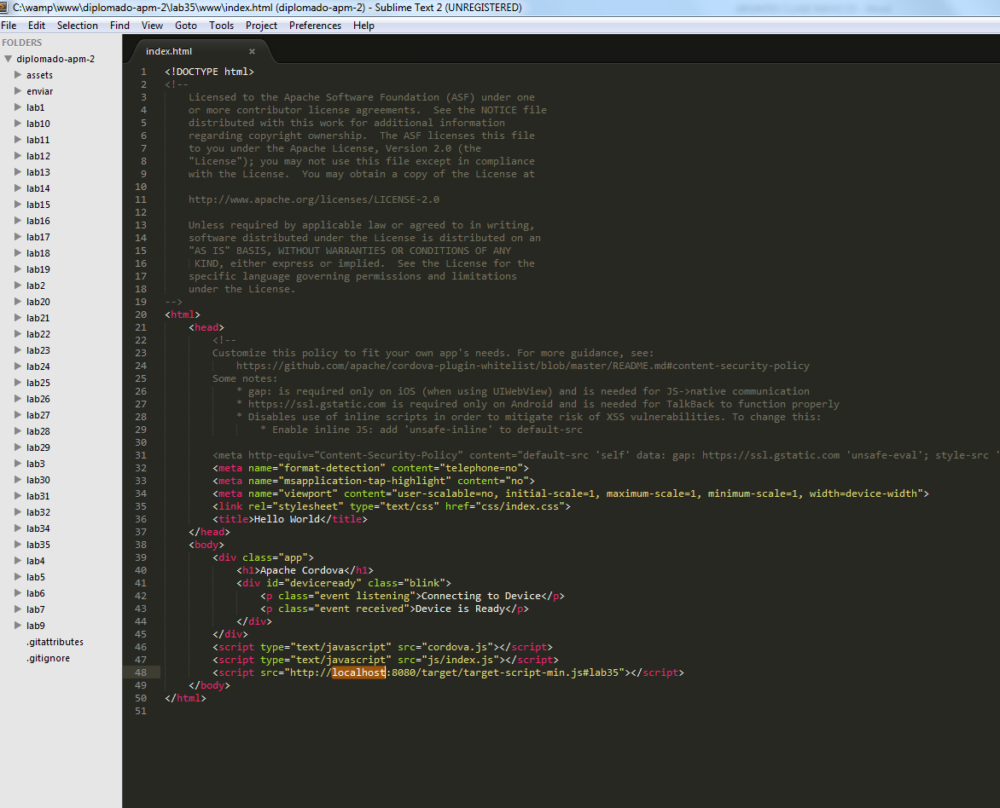 C:\wamp\www\diplomado-apm-2\lab35\www\index.html (diplomado-apm-2) - Sublime Text 2 (UNREGISTERED)
File Edit Selection Find View Goto Tools Project Preferences Help
FOLDERS
diplomado-apm-2
assets
enviar
lab1
lab10
lab11
lab12
lab13
lab14
lab15
lab16
lab17
lab18
lab19
lab2
lab20
lab21
lab22
lab23
lab24
lab25
lab26
lab27
lab28
lab29
lab3
lab30
lab31
lab32
lab34
lab35
lab4
lab5
lab6
lab7
lab9
.gitattributes
.gitignore
index.html ×
1 <!DOCTYPE html>
2 <!--
3     Licensed to the Apache Software Foundation (ASF) under one
4     or more contributor license agreements.  See the NOTICE file
5     distributed with this work for additional information
6     regarding copyright ownership.  The ASF licenses this file
7     to you under the Apache License, Version 2.0 (the
8     "License"); you may not use this file except in compliance
9     with the License.  You may obtain a copy of the License at
10
11     http://www.apache.org/licenses/LICENSE-2.0
12
13     Unless required by applicable law or agreed to in writing,
14     software distributed under the License is distributed on an
15     "AS IS" BASIS, WITHOUT WARRANTIES OR CONDITIONS OF ANY
16      KIND, either express or implied.  See the License for the
17     specific language governing permissions and limitations
18     under the License.
19 -->
20 <html>
21     <head>
22         <!--
23         Customize this policy to fit your own app's needs. For more guidance, see:
24             https://github.com/apache/cordova-plugin-whitelist/blob/master/README.md#content-security-policy
25         Some notes:
26             * gap: is required only on iOS (when using UIWebView) and is needed for JS->native communication
27             * https://ssl.gstatic.com is required only on Android and is needed for TalkBack to function properly
28             * Disables use of inline scripts in order to mitigate risk of XSS vulnerabilities. To change this:
29                 * Enable inline JS: add 'unsafe-inline' to default-src
30
31         <meta http-equiv="Content-Security-Policy" content="default-src 'self' data: gap: https://ssl.gstatic.com 'unsafe-eval'; style-src '
32         <meta name="format-detection" content="telephone=no">
33         <meta name="msapplication-tap-highlight" content="no">
34         <meta name="viewport" content="user-scalable=no, initial-scale=1, maximum-scale=1, minimum-scale=1, width=device-width">
35         <link rel="stylesheet" type="text/css" href="css/index.css">
36         <title>Hello World</title>
37     </head>
38     <body>
39         <div class="app">
40             <h1>Apache Cordova</h1>
41             <div id="deviceready" class="blink">
42                 <p class="event listening">Connecting to Device</p>
43                 <p class="event received">Device is Ready</p>
44             </div>
45         </div>
46         <script type="text/javascript" src="cordova.js"></script>
47         <script type="text/javascript" src="js/index.js"></script>
48         <script src="http://localhost:8080/target/target-script-min.js#lab35"></script>
49     </body>
50 </html>
51